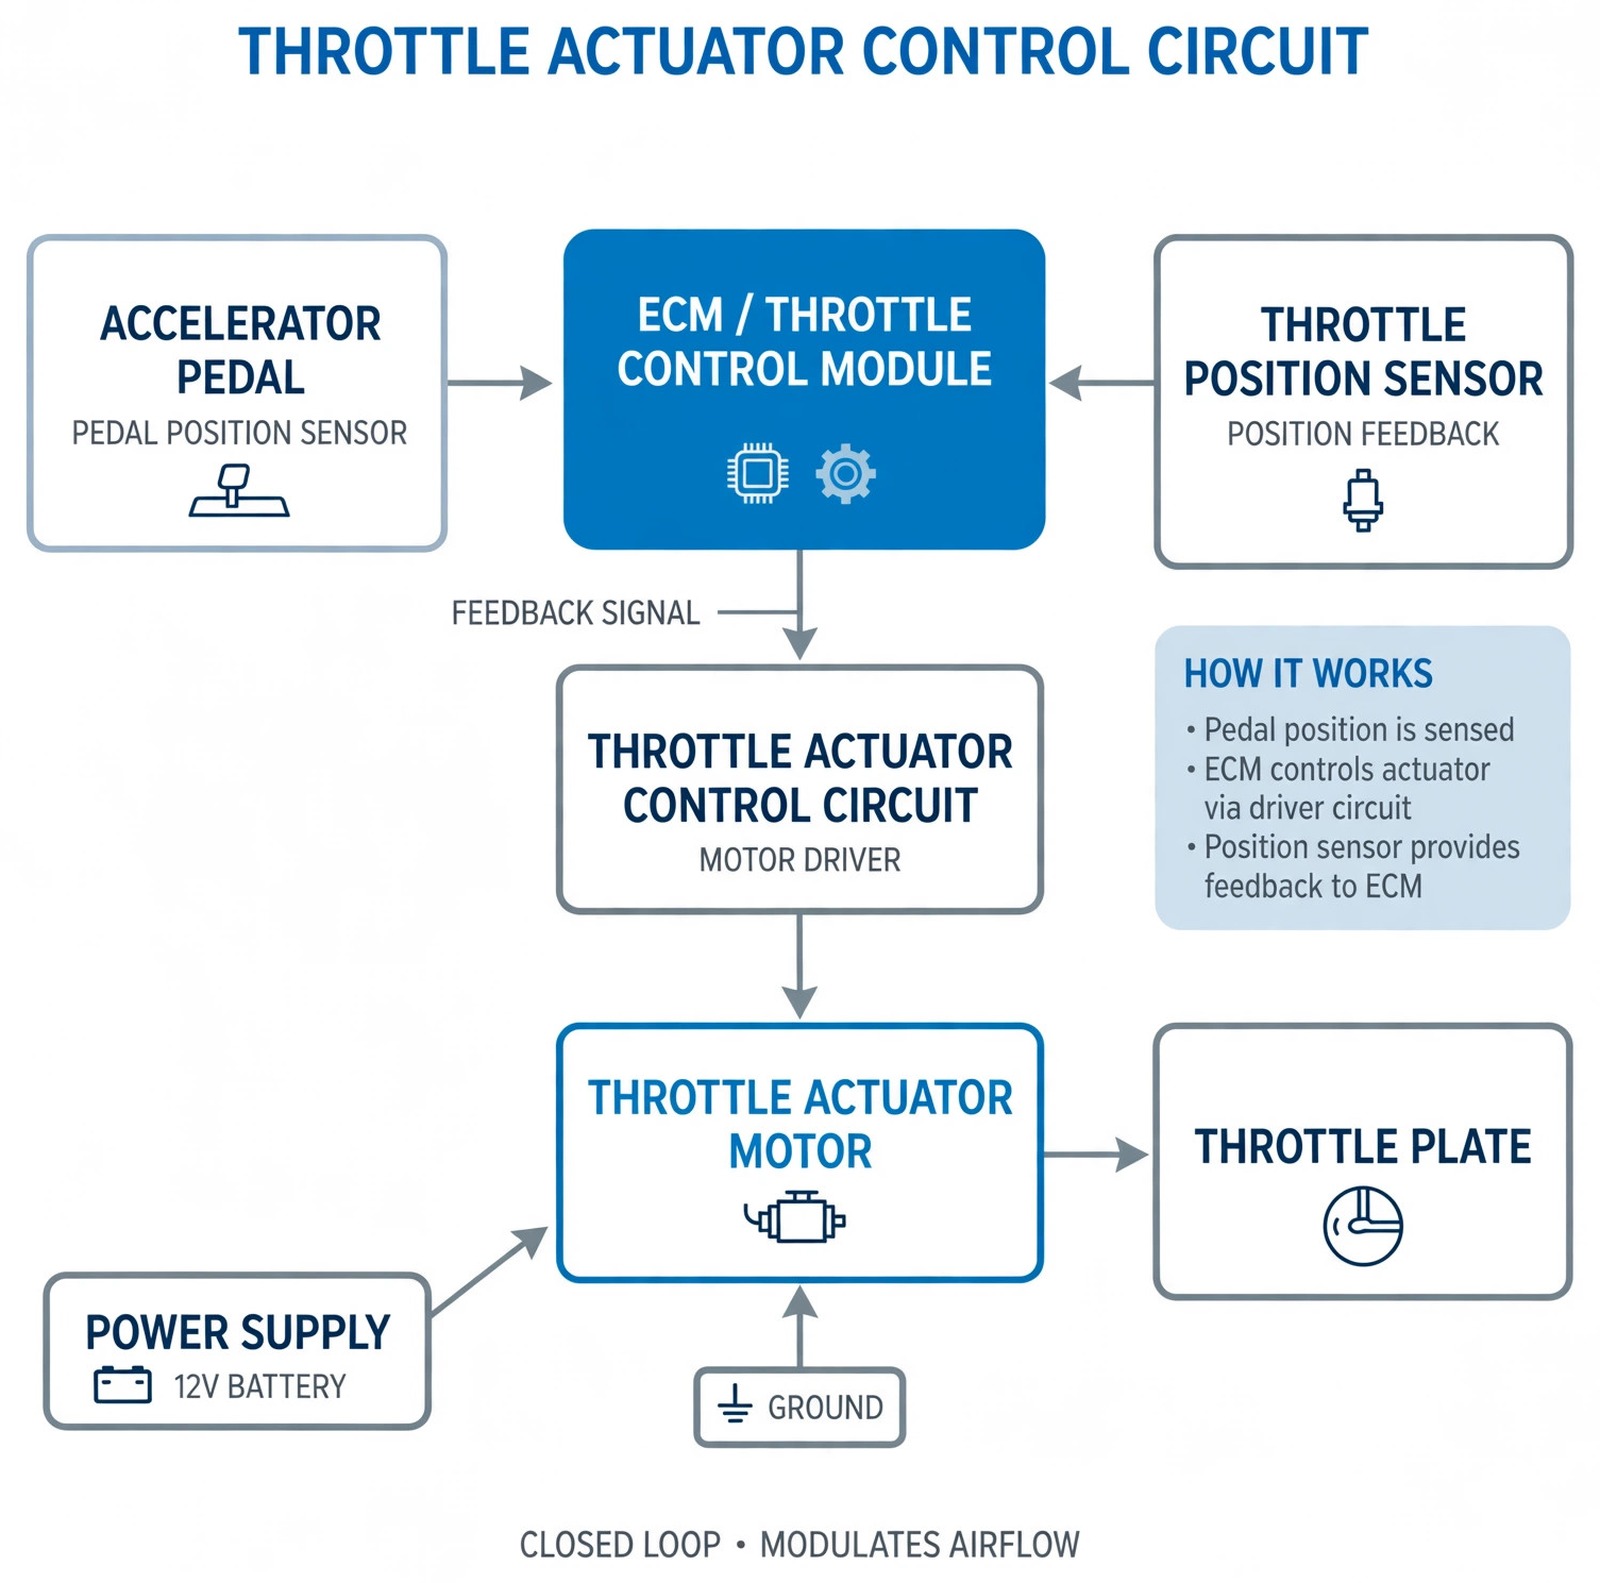 THROTTLE ACTUATOR CONTROL CIRCUIT
ACCELERATOR
PEDAL
PEDAL POSITION SENSOR
ECM / THROTTLE
CONTROL MODULE
THROTTLE
POSITION SENSOR
POSITION FEEDBACK
FEEDBACK SIGNAL
THROTTLE ACTUATOR
CONTROL CIRCUIT
MOTOR DRIVER
HOW IT WORKS
• Pedal position is sensed
• ECM controls actuator
via driver circuit
• Position sensor provides
feedback to ECM
THROTTLE ACTUATOR
MOTOR
THROTTLE PLATE
POWER SUPPLY
12V BATTERY
GROUND
CLOSED LOOP • MODULATES AIRFLOW